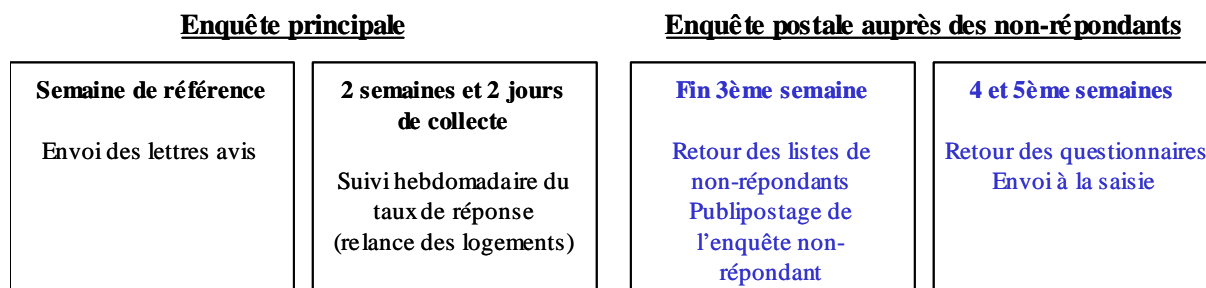 Enquête principale
Enquête postale auprès des non-répondants
Semaine de référence
Envoi des lettres avis
2 semaines et 2 jours
de collecte
Suivi hebdomadaire du
taux de réponse
(relance des logements)
Fin 3ème semaine
Retour des listes de
non-répondants
Publipostage de
l’enquête non-
répondant
4 et 5ème semaines
Retour des questionnaires
Envoi à la saisie